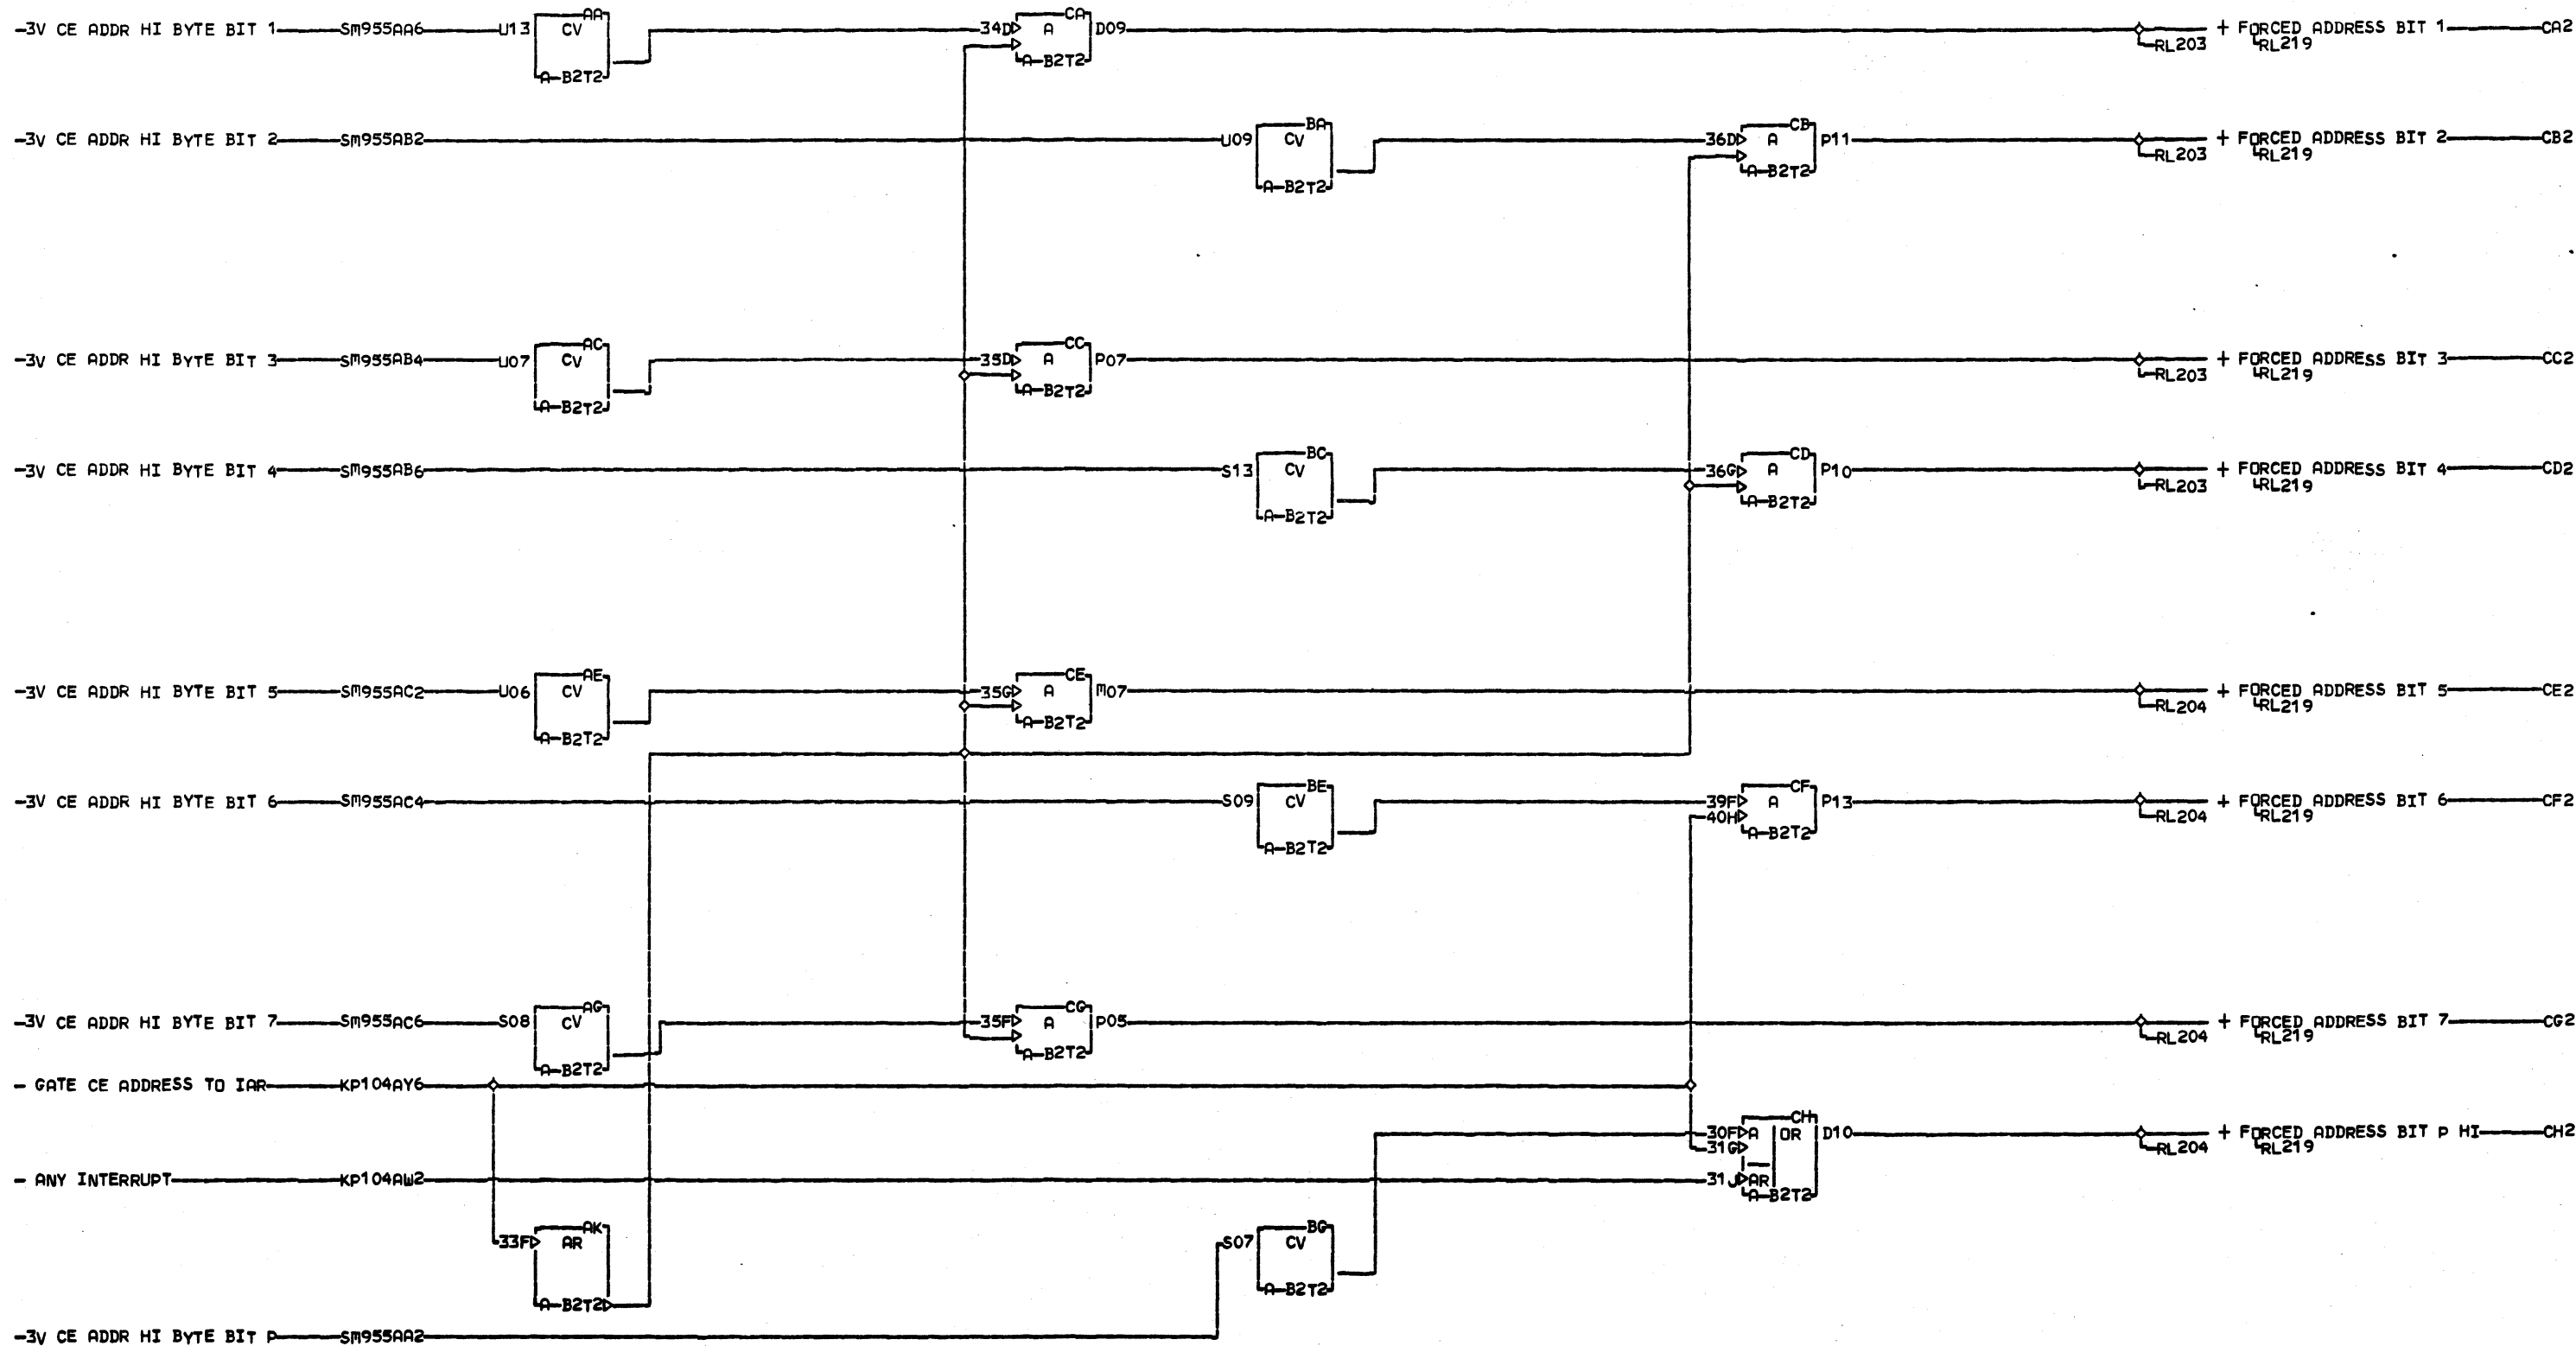 AA CA
-3V CE ADDR HI BYTE BIT 1 SM955AA6 U13 CV 34D A D09 + FORCED ADDRESS BIT 1 CA2
RL203 RL219
A-B2T2 A-B2T2
BA CB
-3V CE ADDR HI BYTE BIT 2 SM955AB2 U09 CV 36D A P11 + FORCED ADDRESS BIT 2 CB2
RL203 RL219
A-B2T2 A-B2T2
AC CC
-3V CE ADDR HI BYTE BIT 3 SM955AB4 U07 CV 35D A P07 + FORCED ADDRESS BIT 3 CC2
RL203 RL219
A-B2T2 A-B2T2
BC CD
-3V CE ADDR HI BYTE BIT 4 SM955AB6 S13 CV 36G A P10 + FORCED ADDRESS BIT 4 CD2
RL203 RL219
A-B2T2 A-B2T2
AE CE
-3V CE ADDR HI BYTE BIT 5 SM955AC2 U06 CV 35G A M07 + FORCED ADDRESS BIT 5 CE2
RL204 RL219
A-B2T2 A-B2T2
BE CF
-3V CE ADDR HI BYTE BIT 6 SM955AC4 S09 CV 39F A P13 + FORCED ADDRESS BIT 6 CF2
40H RL204 RL219
A-B2T2 A-B2T2
AG CG
-3V CE ADDR HI BYTE BIT 7 SM955AC6 S08 CV 35F A P05 + FORCED ADDRESS BIT 7 CG2
RL204 RL219
A-B2T2 A-B2T2
- GATE CE ADDRESS TO IAR KP104AY6
CH
30F A OR D10 + FORCED ADDRESS BIT P HI CH2
31G RL204 RL219
- ANY INTERRUPT KP104AW2 31J AR
A-B2T2
AK BG
33F AR S07 CV
A-B2T2 A-B2T2
-3V CE ADDR HI BYTE BIT P SM955AA2